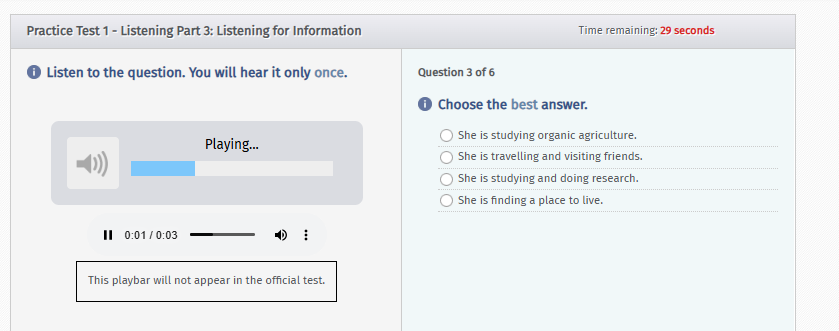 Practice Test 1 - Listening Part 3: Listening for Information
Time remaining: 29 seconds
Listen to the question. You will hear it only once.
Playing...
0:01 / 0:03
This playbar will not appear in the official test.
Question 3 of 6
Choose the best answer.
She is studying organic agriculture.
She is travelling and visiting friends.
She is studying and doing research.
She is finding a place to live.